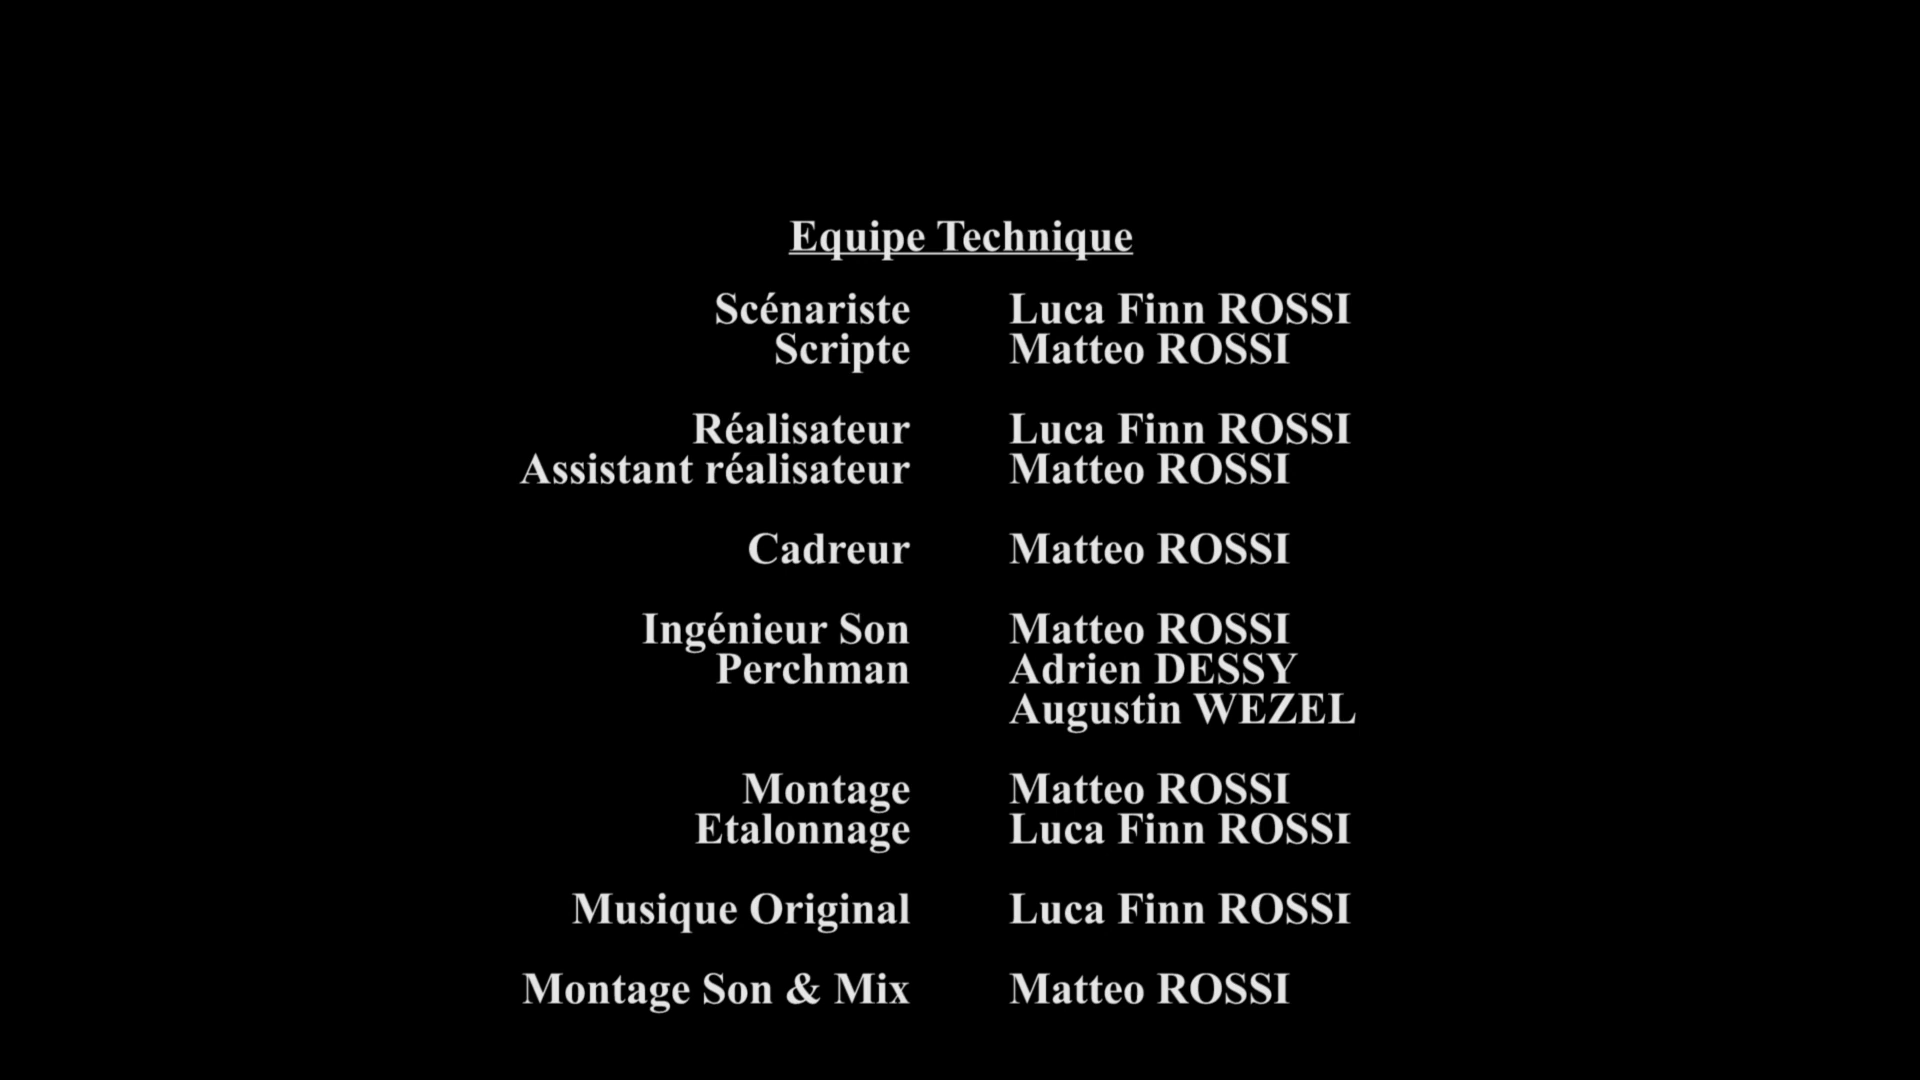 Equipe Technique
Scénariste Luca Finn ROSSI
Scripte Matteo ROSSI
Réalisateur Luca Finn ROSSI
Assistant réalisateur Matteo ROSSI
Cadreur Matteo ROSSI
Ingénieur Son Matteo ROSSI
Perchman Adrien DESSY
Augustin WEZEL
Montage Matteo ROSSI
Etalonnage Luca Finn ROSSI
Musique Original Luca Finn ROSSI
Montage Son & Mix Matteo ROSSI